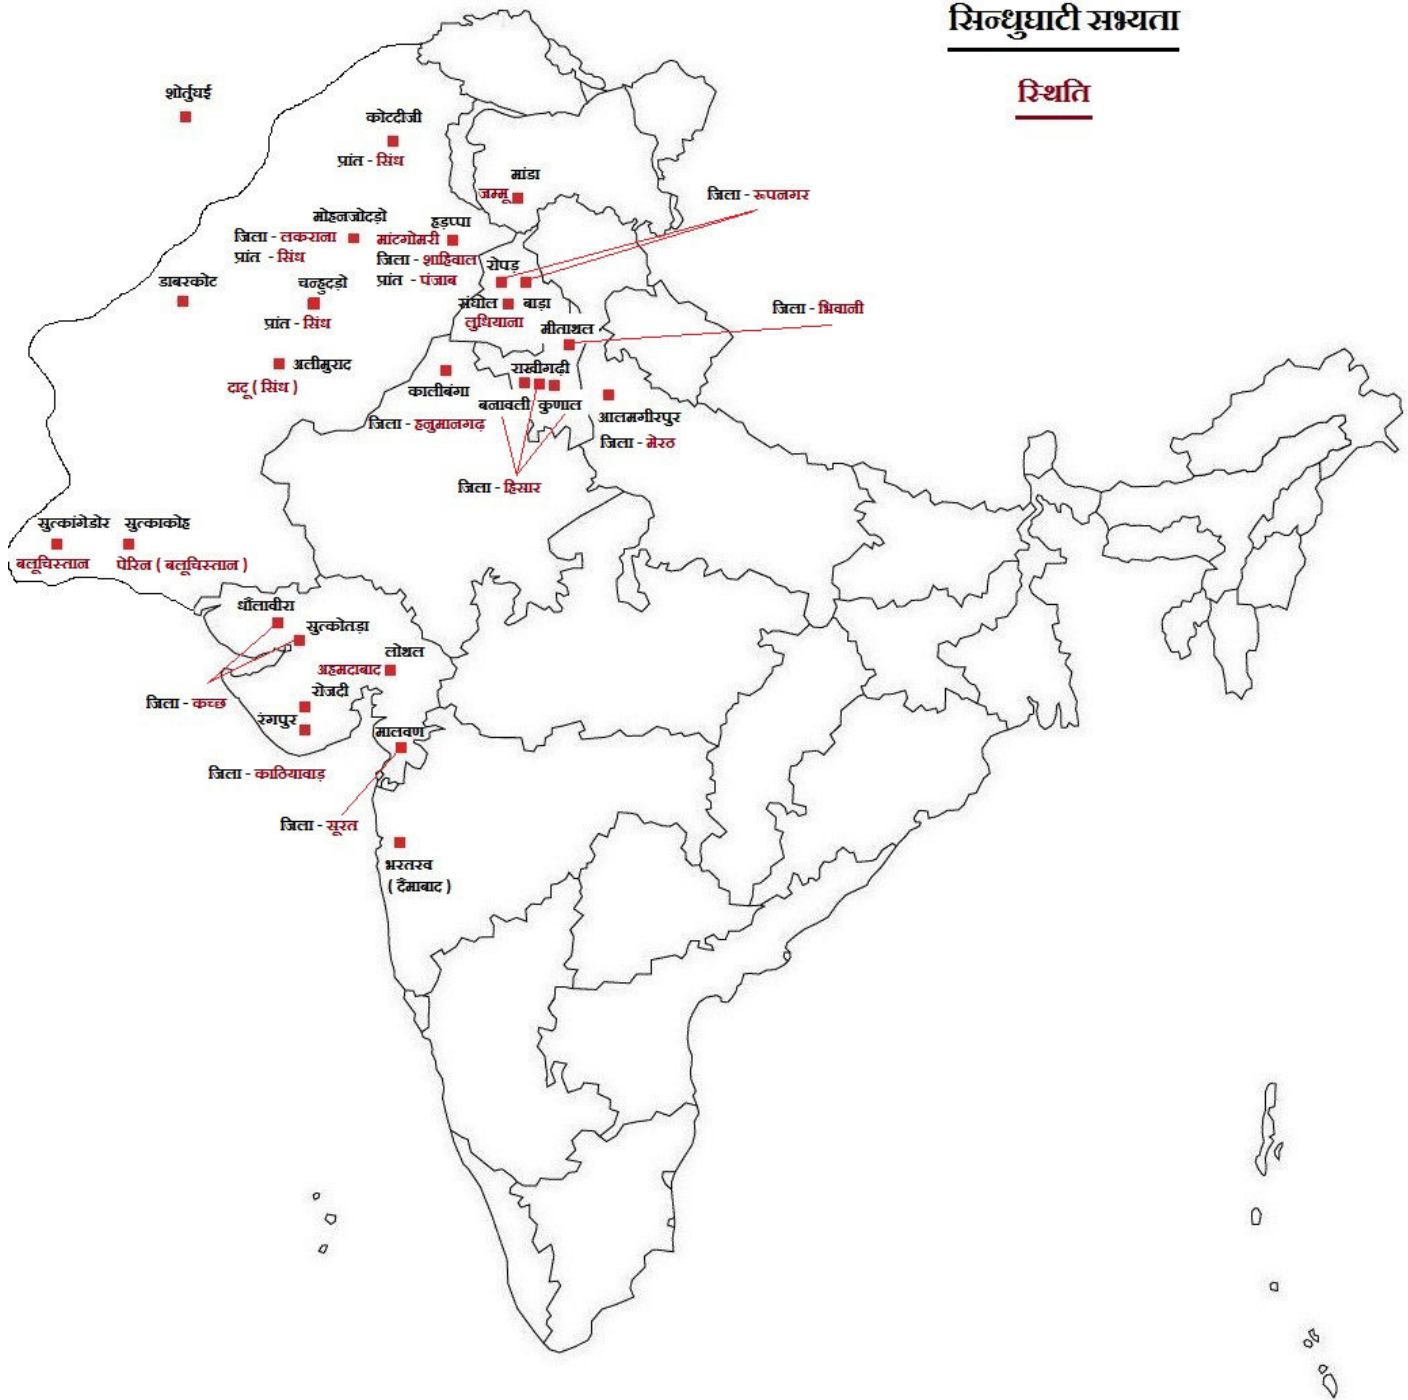 सिन्धुघाटी सभ्यता
स्थिति
शोर्तुघई
कोटदीजी
प्रांत - सिंध
मांडा
जम्मू
जिला - रूपनगर
मोहनजोदड़ो
जिला - लकराना
प्रांत - सिंध
हड़प्पा
मांटगोमरी
जिला - शाहिवाल
प्रांत - पंजाब
रोपड़
डाबरकोट
चन्हुदड़ो
प्रांत - सिंध
संघोल
बाड़ा
लुधियाना
जिला - भिवानी
मीताथल
अलीमुराद
दादू ( सिंध )
कालीबंगा
जिला - हनुमानगढ़
राखीगढ़ी
बनावली
कुणाल
जिला - हिसार
आलमगीरपुर
जिला - मेरठ
सुत्कांगेडोर
बलूचिस्तान
सुत्काकोह
पेरिन ( बलूचिस्तान )
धौलावीरा
सुत्कोतड़ा
जिला - कच्छ
लोथल
अहमदाबाद
रोजदी
रंगपुर
जिला - काठियावाड़
मालवण
जिला - सूरत
भरतरव
( दैमाबाद )